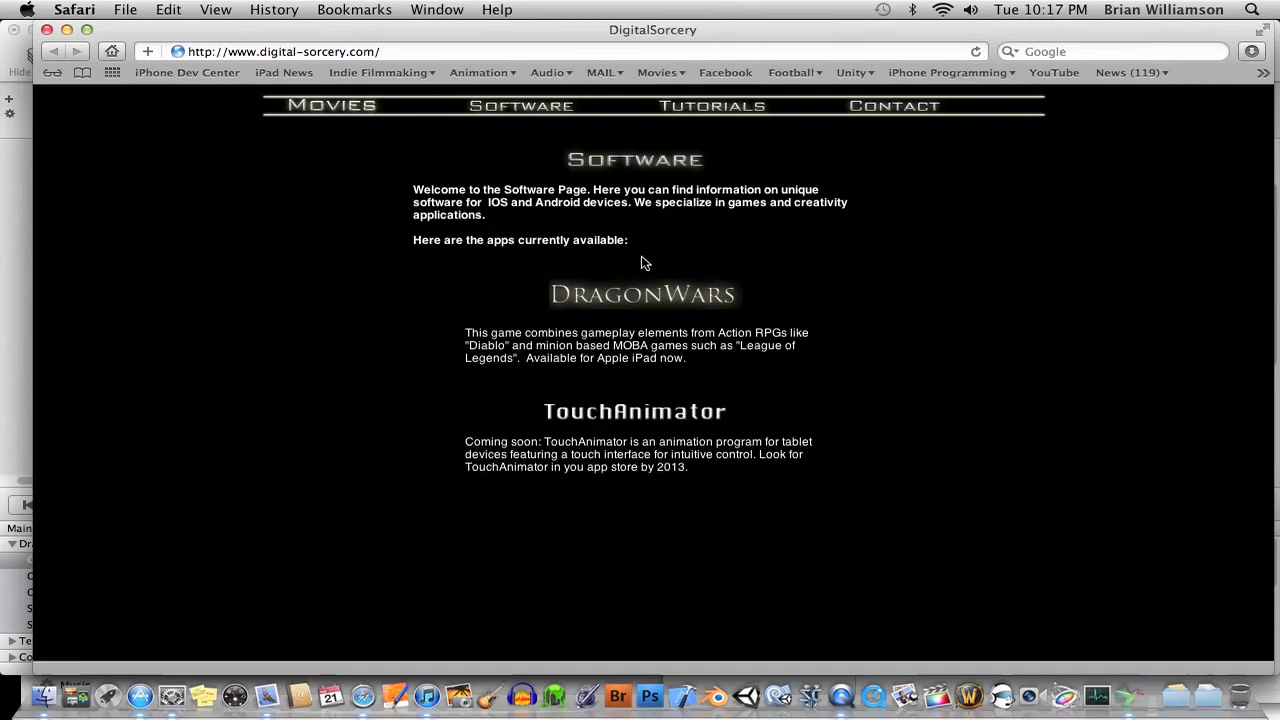 Safari File Edit View History Bookmarks Window Help Tue 10:17 PM Brian Williamson
DigitalSorcery
http://www.digital-sorcery.com/ Google
Hide iPhone Dev Center iPad News Indie Filmmaking Animation Audio MAIL Movies Facebook Football Unity iPhone Programming YouTube News (119)
Movies Software Tutorials Contact
Software
Welcome to the Software Page. Here you can find information on unique
software for IOS and Android devices. We specialize in games and creativity
applications.
Here are the apps currently available:
DragonWars
This game combines gameplay elements from Action RPGs like
"Diablo" and minion based MOBA games such as "League of
Legends". Available for Apple iPad now.
TouchAnimator
Coming soon: TouchAnimator is an animation program for tablet
devices featuring a touch interface for intuitive control. Look for
TouchAnimator in you app store by 2013.
Main
21 Br Ps W